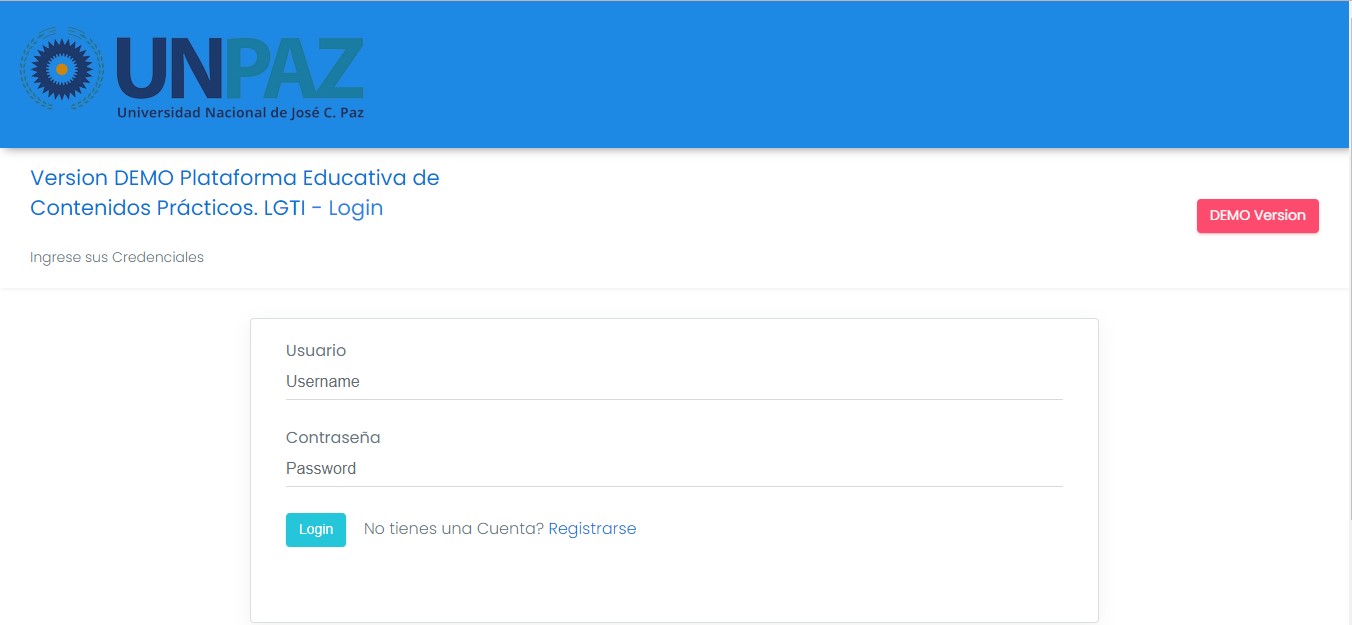 UNPAZ
Universidad Nacional de José C. Paz
Version DEMO Plataforma Educativa de
Contenidos Prácticos. LGTI - Login
DEMO Version
Ingrese sus Credenciales
Usuario
Username
Contraseña
Password
Login No tienes una Cuenta? Registrarse